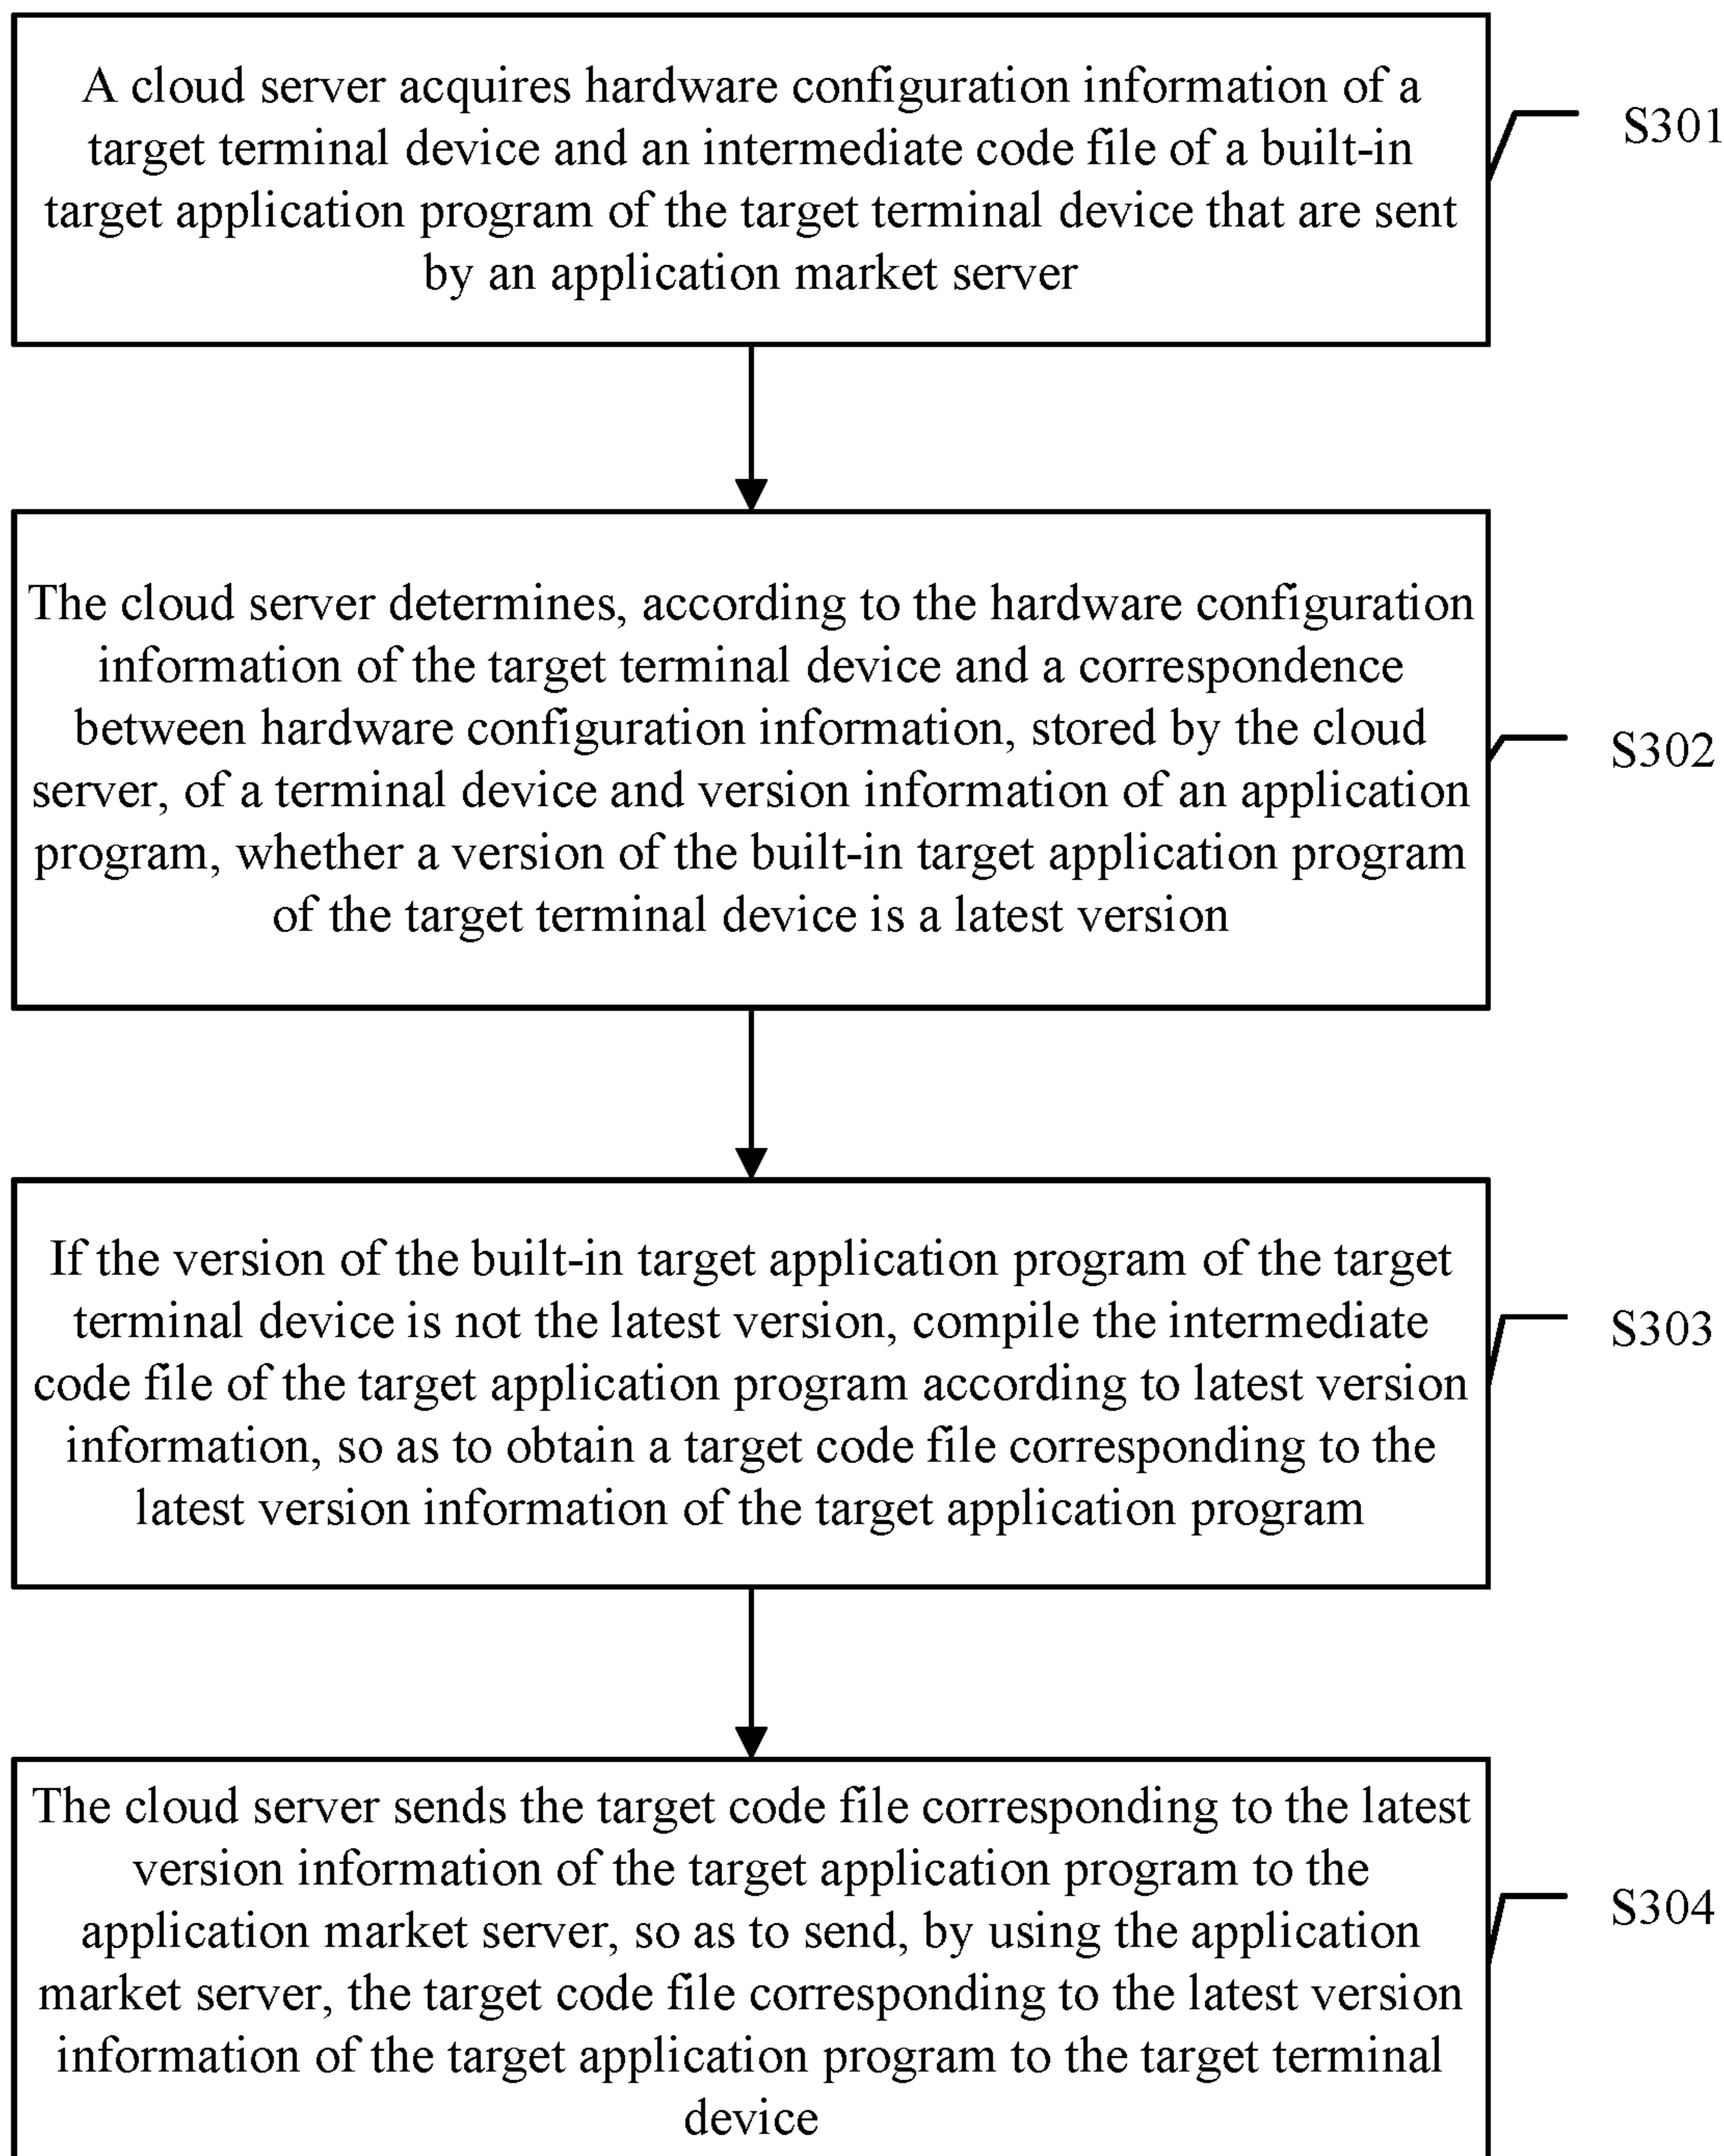 A cloud server acquires hardware configuration information of a
target terminal device and an intermediate code file of a built-in
target application program of the target terminal device that are sent
by an application market server
S301
The cloud server determines, according to the hardware configuration
information of the target terminal device and a correspondence
between hardware configuration information, stored by the cloud
server, of a terminal device and version information of an application
program, whether a version of the built-in target application program
of the target terminal device is a latest version
S302
If the version of the built-in target application program of the target
terminal device is not the latest version, compile the intermediate
code file of the target application program according to latest version
information, so as to obtain a target code file corresponding to the
latest version information of the target application program
S303
The cloud server sends the target code file corresponding to the latest
version information of the target application program to the
application market server, so as to send, by using the application
market server, the target code file corresponding to the latest version
information of the target application program to the target terminal
device
S304